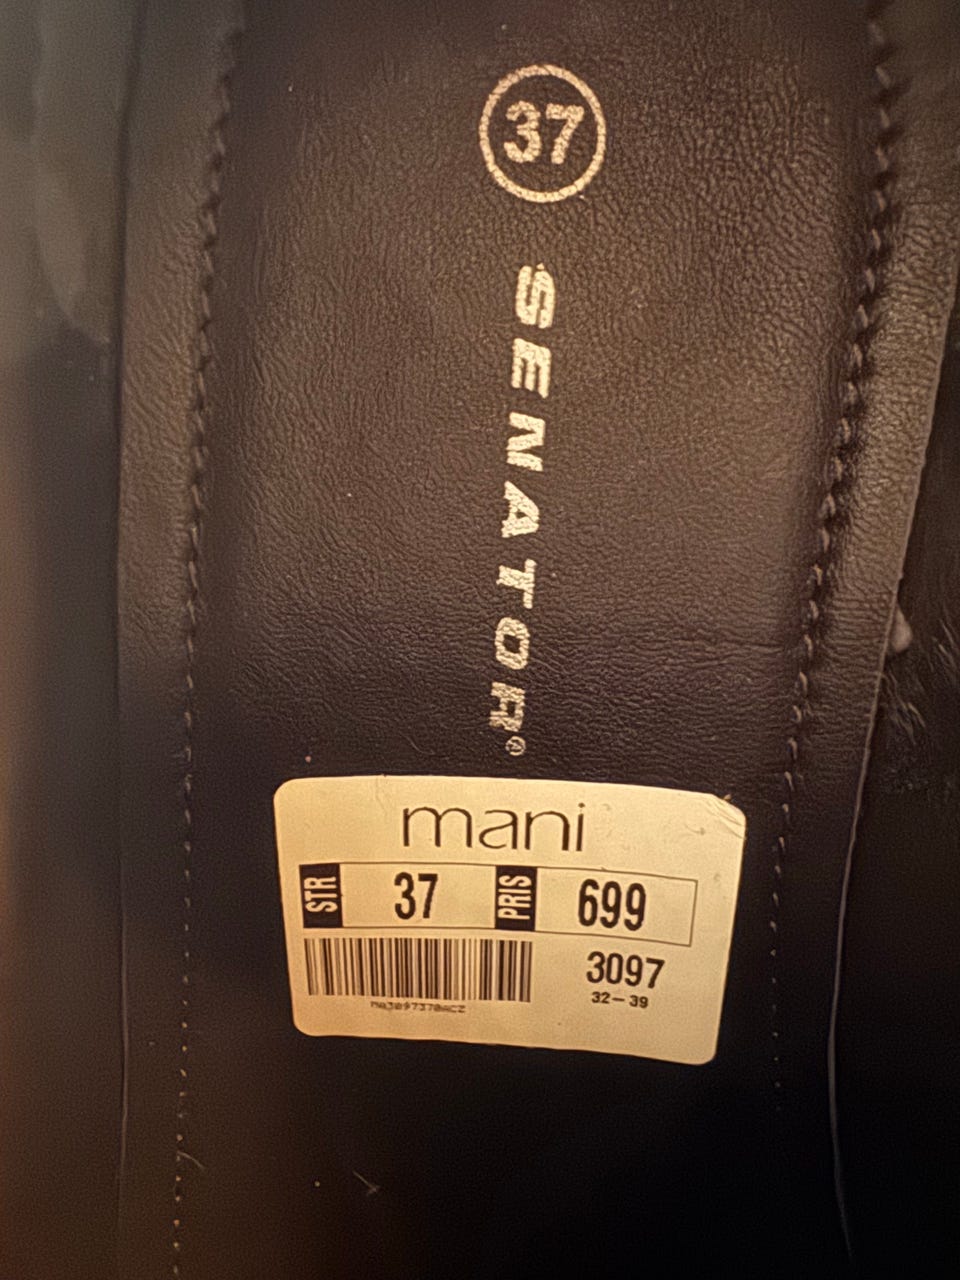 37
SENATOR®
mani
STR 37 PRIS 699
3097
32-39